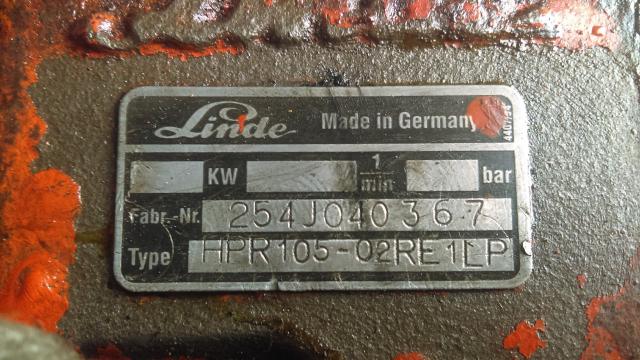 Linde Made in Germany
KW 1/min bar
Fabr.-Nr. 254J040367
Type HPR105-02RE1LP